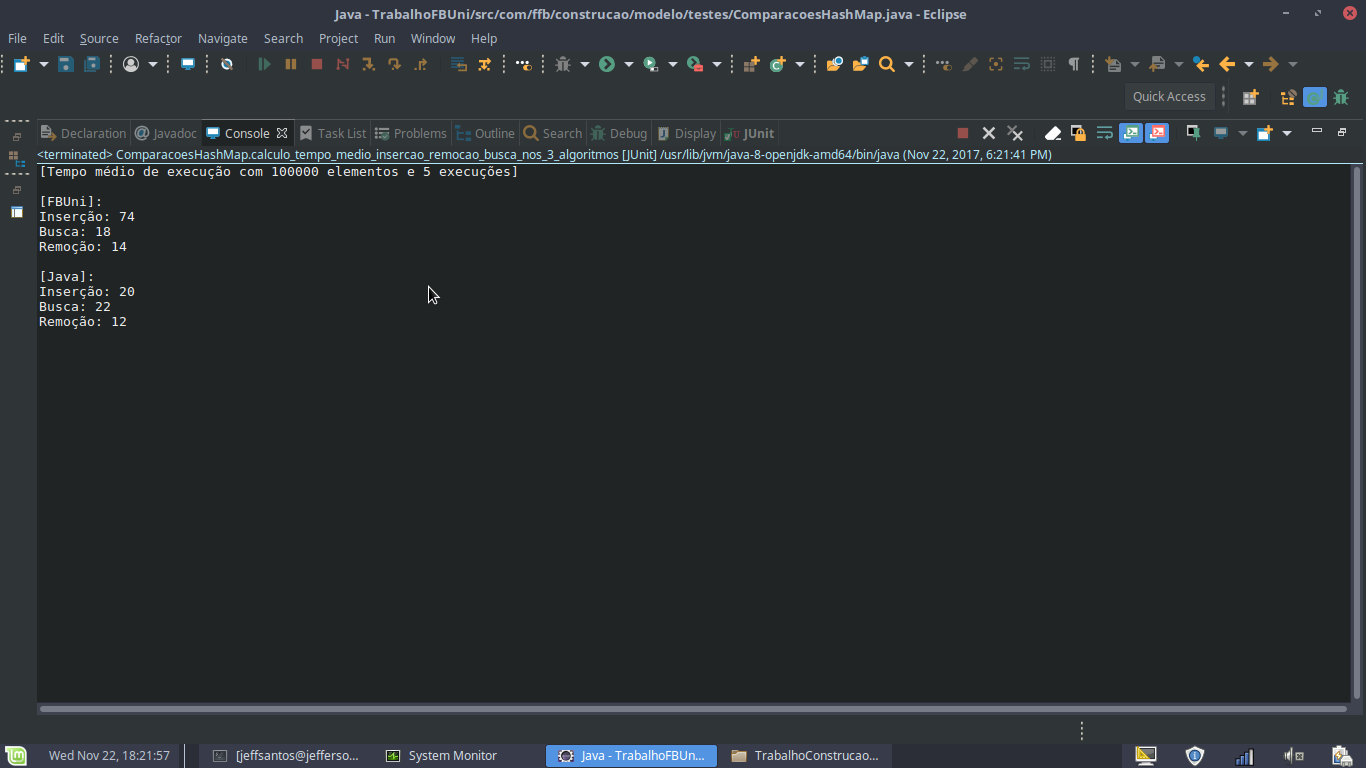 Java - TrabalhoFBUni/src/com/ffb/construcao/modelo/testes/ComparacoesHashMap.java - Eclipse
File Edit Source Refactor Navigate Search Project Run Window Help
Quick Access
Declaration @ Javadoc Console Task List Problems Outline Search Debug Display JUnit
<terminated> ComparacoesHashMap.calculo_tempo_medio_insercao_remocao_busca_nos_3_algoritmos [JUnit] /usr/lib/jvm/java-8-openjdk-amd64/bin/java (Nov 22, 2017, 6:21:41 PM)
[Tempo médio de execução com 100000 elementos e 5 execuções]
[FBUni]:
Inserção: 74
Busca: 18
Remoção: 14
[Java]:
Inserção: 20
Busca: 22
Remoção: 12
Wed Nov 22, 18:21:57 [jeffsantos@jefferso... System Monitor Java - TrabalhoFBUn... TrabalhoConstrucao...